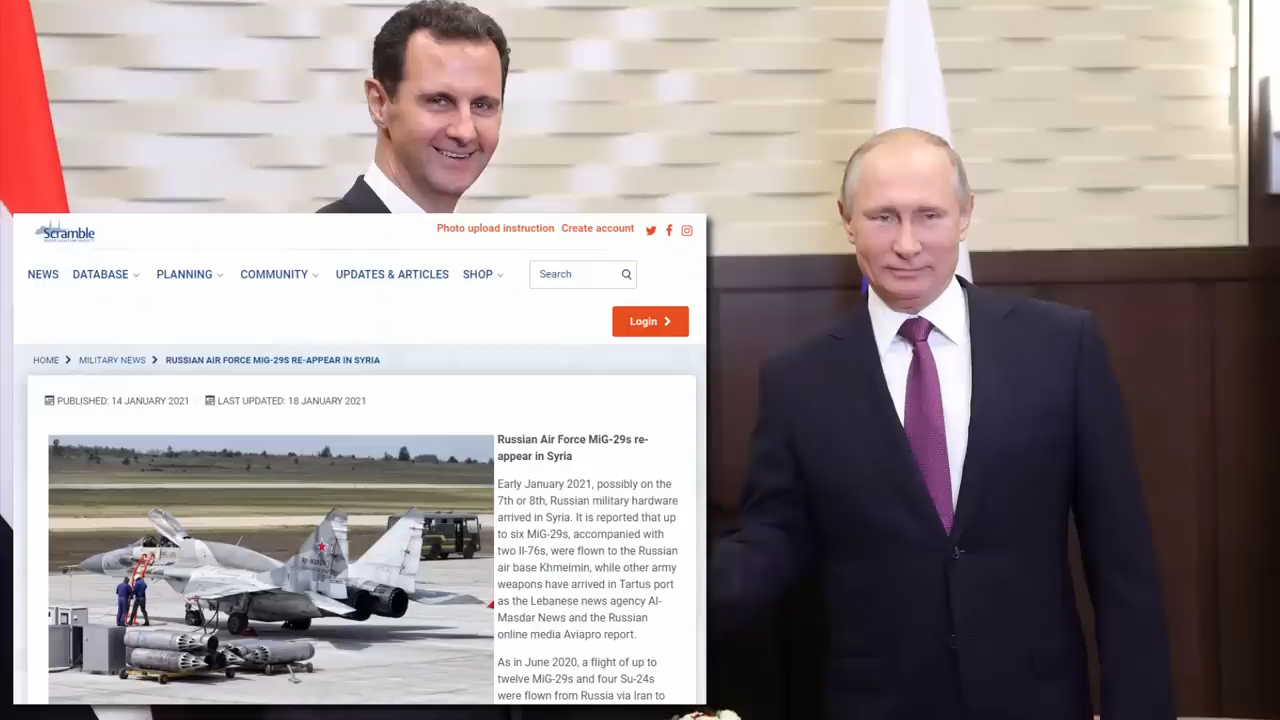 Scramble
Photo upload instruction Create account
NEWS DATABASE PLANNING COMMUNITY UPDATES & ARTICLES SHOP Search
Login
HOME MILITARY NEWS RUSSIAN AIR FORCE MIG-29S RE-APPEAR IN SYRIA
PUBLISHED: 14 JANUARY 2021 LAST UPDATED: 18 JANUARY 2021
Russian Air Force MiG-29s re-
appear in Syria
Early January 2021, possibly on the
7th or 8th, Russian military hardware
arrived in Syria. It is reported that up
to six MiG-29s, accompanied with
two Il-76s, were flown to the Russian
air base Khmeimin, while other army
weapons have arrived in Tartus port
as the Lebanese news agency Al-
Masdar News and the Russian
online media Aviapro report.
As in June 2020, a flight of up to
twelve MiG-29s and four Su-24s
were flown from Russia via Iran to